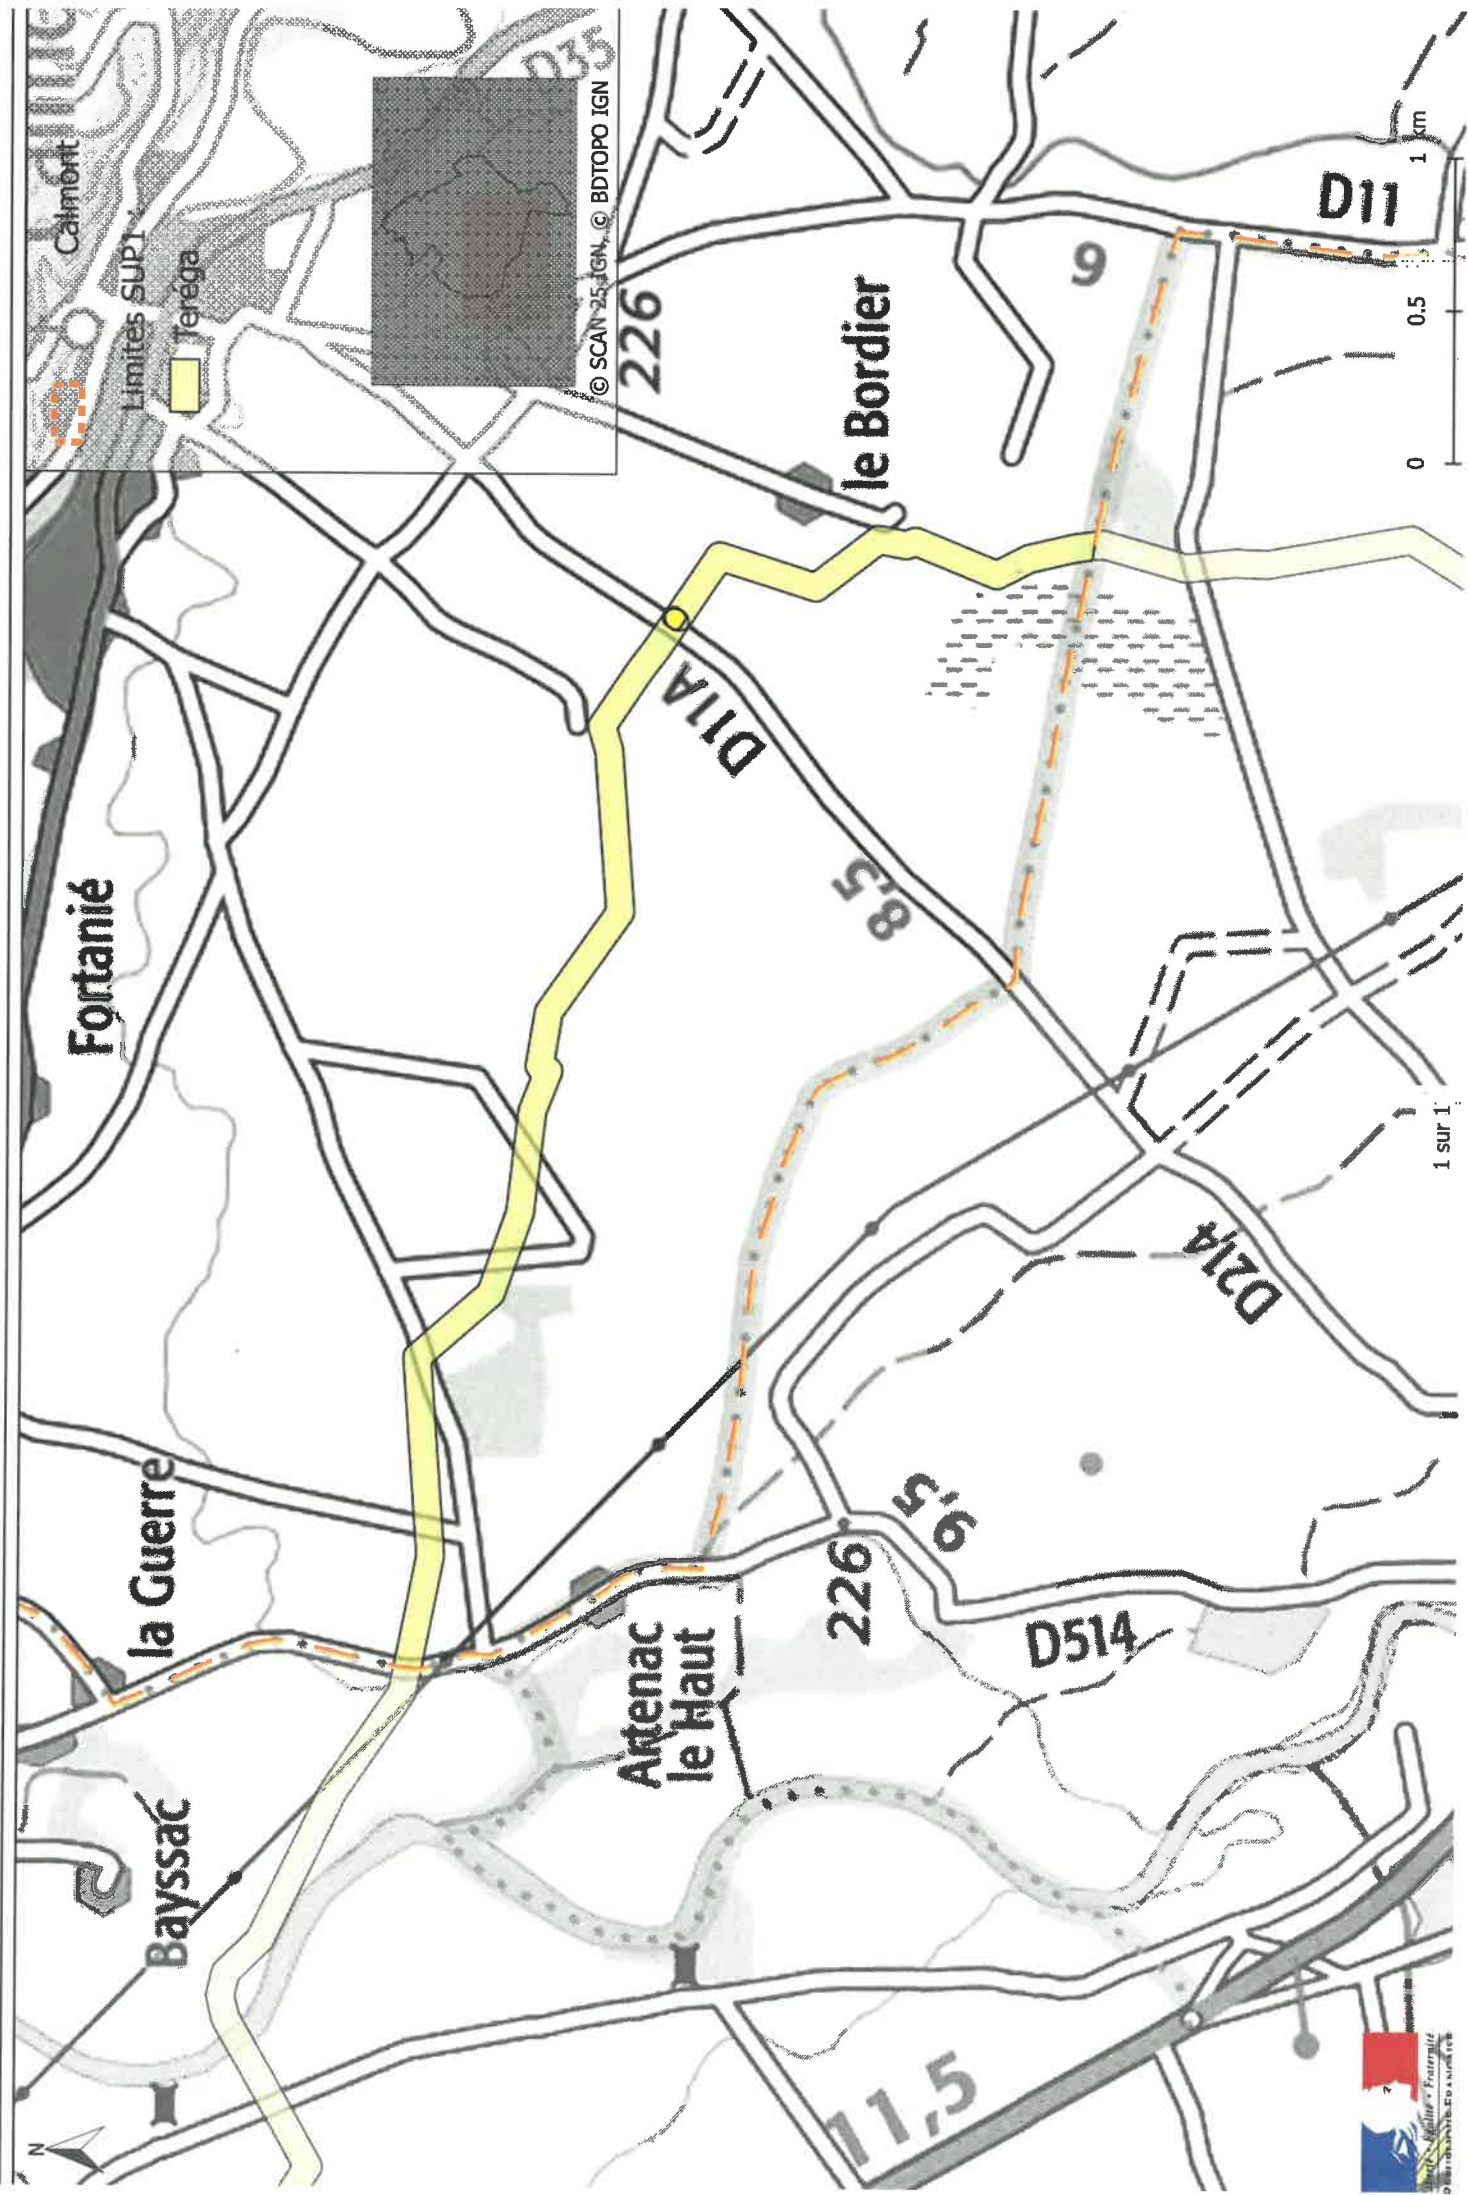 Calmont
Limites SUP1
Teréga
D35
© SCAN 25 IGN, © BDTOPO IGN
N
Bayssac
la Guerre
Fortanié
226
le Bordier
D11A
8,5
9
D11
Artenac
le Haut
226
9,5
D514
D214
11,5
0
0.5
1
km
1 sur 1